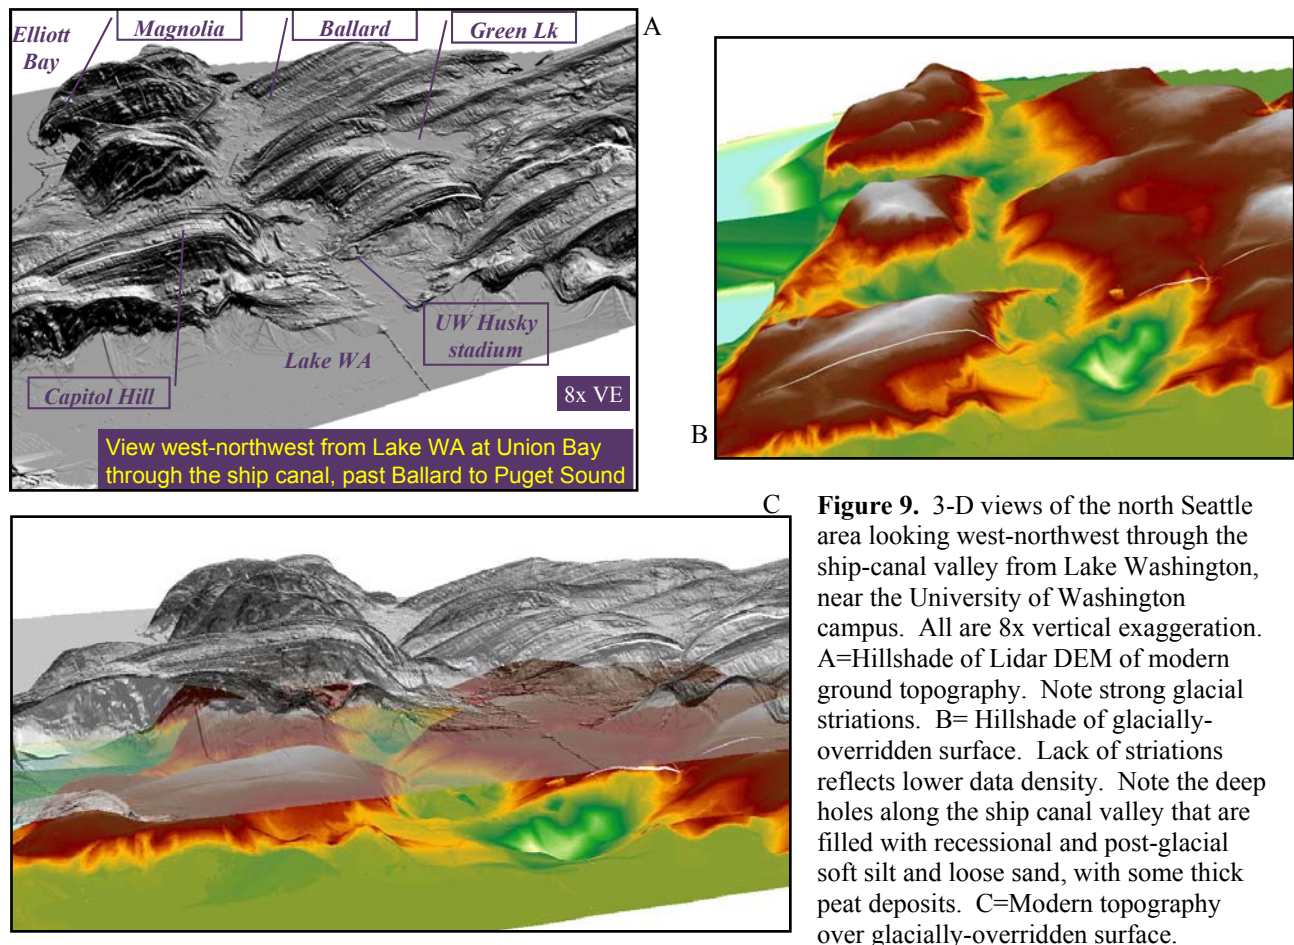 Elliott
Bay
Magnolia
Ballard
Green Lk
A
UW Husky
stadium
Lake WA
Capitol Hill
8x VE
View west-northwest from Lake WA at Union Bay
through the ship canal, past Ballard to Puget Sound
B
C
Figure 9.  3-D views of the north Seattle
area looking west-northwest through the
ship-canal valley from Lake Washington,
near the University of Washington
campus.  All are 8x vertical exaggeration.
A=Hillshade of Lidar DEM of modern
ground topography.  Note strong glacial
striations.  B= Hillshade of glacially-
overridden surface.  Lack of striations
reflects lower data density.  Note the deep
holes along the ship canal valley that are
filled with recessional and post-glacial
soft silt and loose sand, with some thick
peat deposits.  C=Modern topography
over glacially-overridden surface.